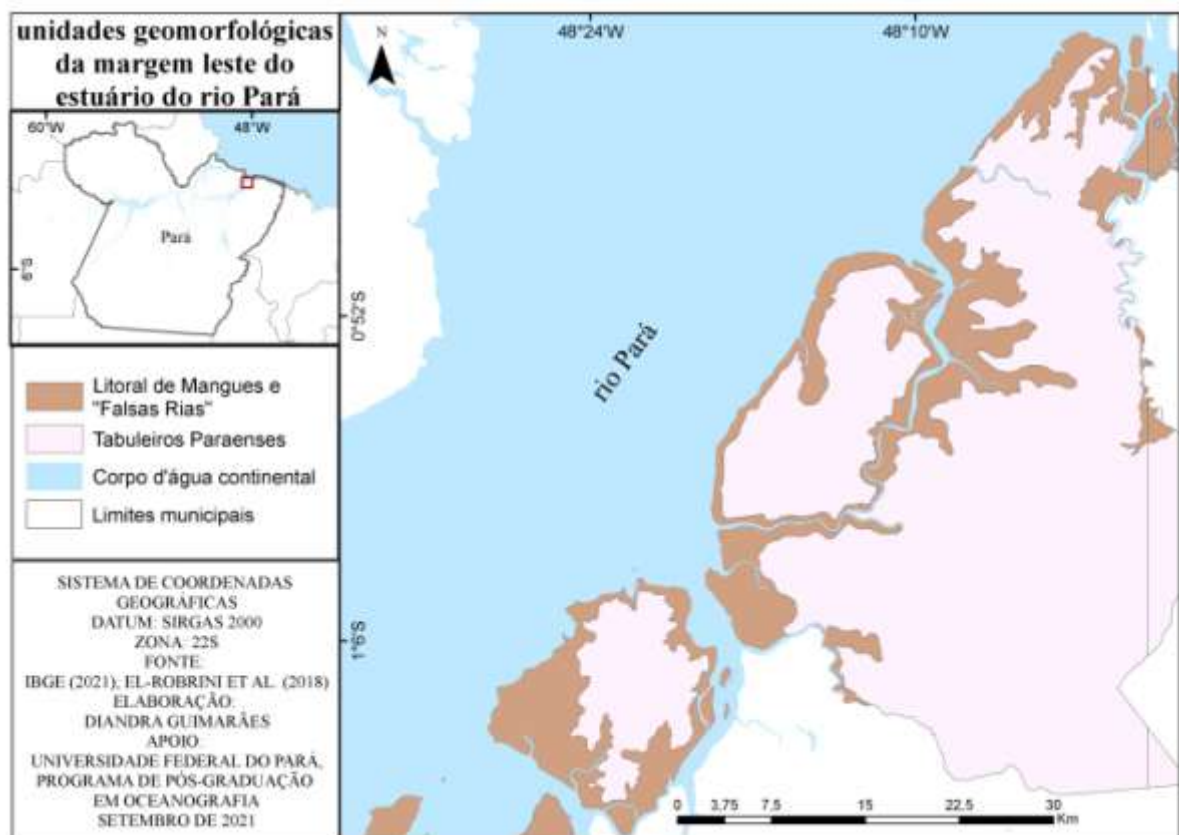 unidades geomorfológicas
da margem leste do
estuário do rio Pará
60°W
48°W
Pará
6°S
Litoral de Mangues e
"Falsas Rias"
Tabuleiros Paraenses
Corpo d'água continental
Limites municipais
SISTEMA DE COORDENADAS
GEOGRÁFICAS
DATUM: SIRGAS 2000
ZONA: 22S
FONTE:
IBGE (2021); EL-ROBRINI ET AL. (2018)
ELABORAÇÃO:
DIANDRA GUIMARÃES
APOIO:
UNIVERSIDADE FEDERAL DO PARÁ,
PROGRAMA DE PÓS-GRADUAÇÃO
EM OCEANOGRAFIA
SETEMBRO DE 2021
N
48°24'W
48°10'W
0°52'S
rio Pará
1°6'S
0 3,75 7,5 15 22,5 30
Km